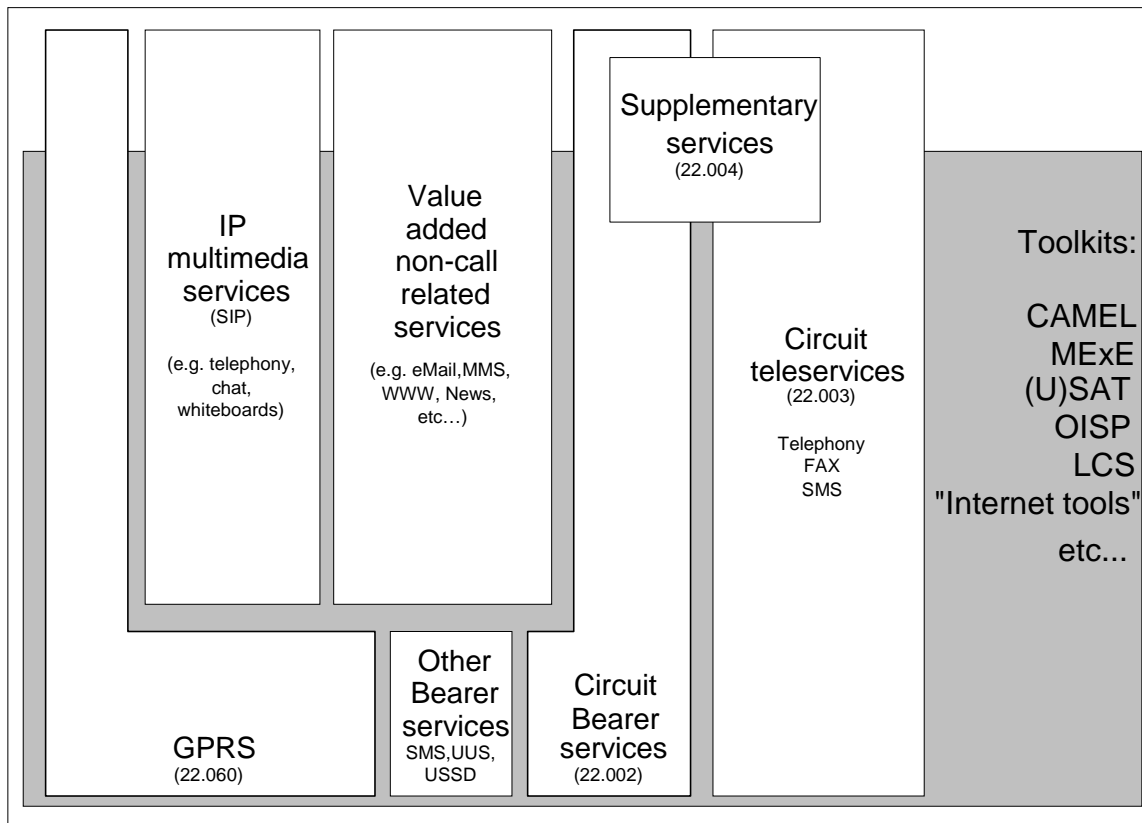 Supplementary
services
(22.004)
IP
multimedia
services
(SIP)
(e.g. telephony,
chat,
whiteboards)
Value
added
non-call
related
services
(e.g. eMail,MMS,
WWW, News,
etc…)
Circuit
teleservices
(22.003)
Telephony
FAX
SMS
Toolkits:
CAMEL
MExE
(U)SAT
OISP
LCS
"Internet tools"
etc...
GPRS
(22.060)
Other
Bearer
services
SMS,UUS,
USSD
Circuit
Bearer
services
(22.002)